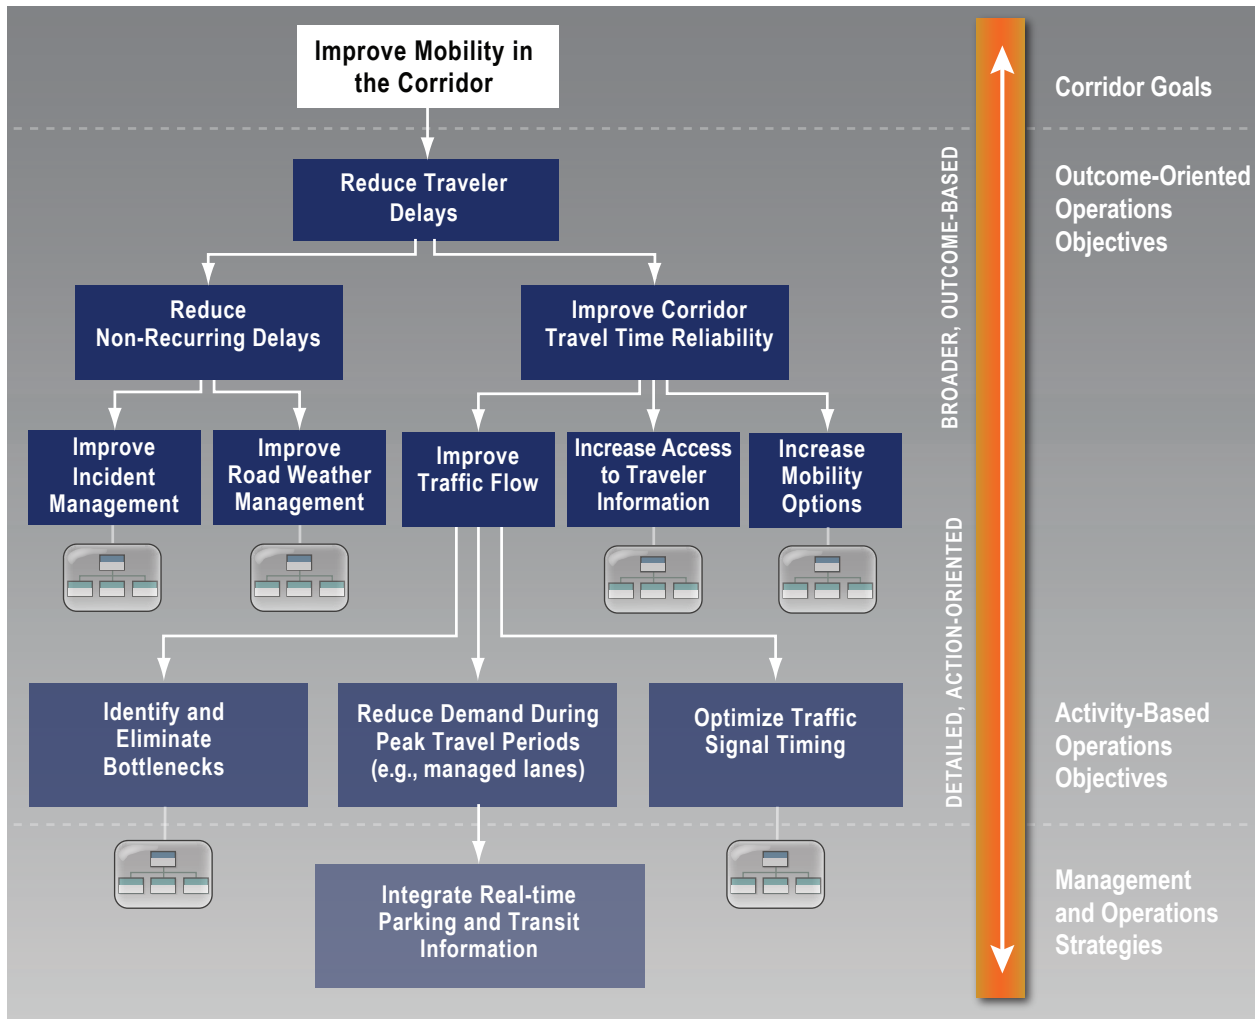 Improve Mobility in
the Corridor
Corridor Goals
Reduce Traveler
Delays
Outcome-Oriented
Operations
Objectives
BROADER, OUTCOME-BASED
Reduce
Non-Recurring Delays
Improve Corridor
Travel Time Reliability
Improve
Incident
Management
Improve
Road Weather
Management
Improve
Traffic Flow
Increase Access
to Traveler
Information
Increase
Mobility
Options
DETAILED, ACTION-ORIENTED
Identify and
Eliminate
Bottlenecks
Reduce Demand During
Peak Travel Periods
(e.g., managed lanes)
Optimize Traffic
Signal Timing
Activity-Based
Operations
Objectives
Integrate Real-time
Parking and Transit
Information
Management
and Operations
Strategies